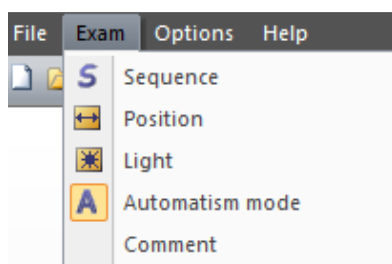 File Exam Options Help
S Sequence
Position
Light
A Automatism mode
Comment